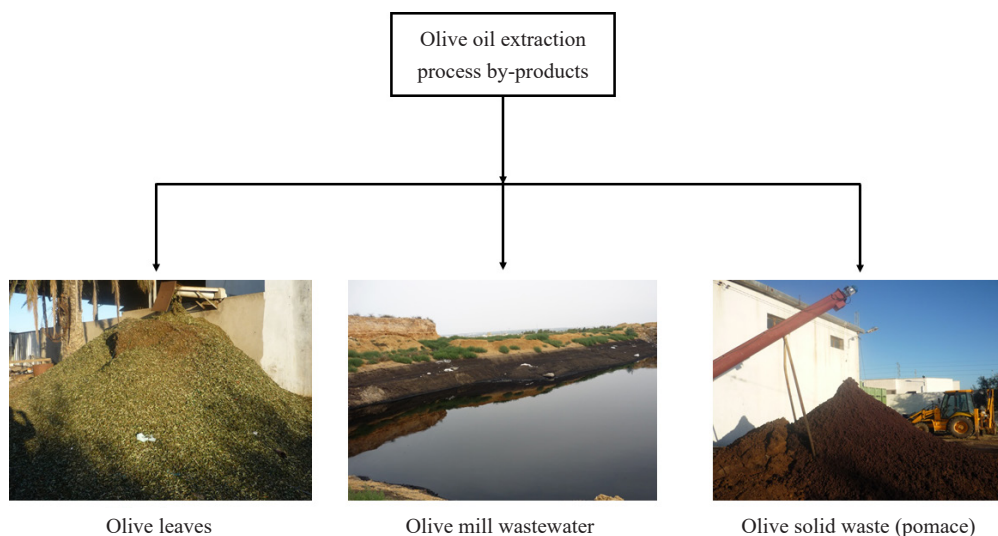 Olive oil extraction
process by-products
Olive leaves
Olive mill wastewater
Olive solid waste (pomace)